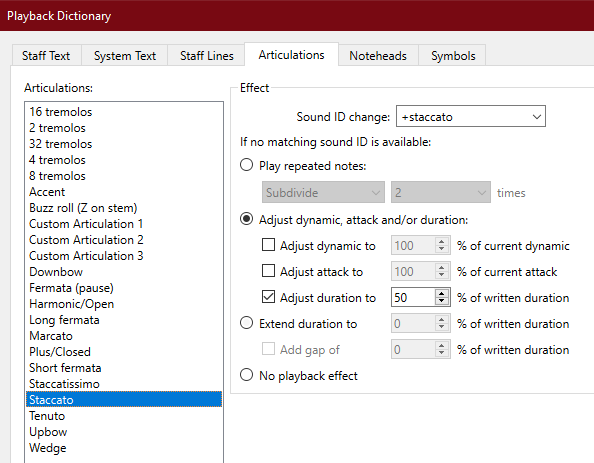 Playback Dictionary
Staff Text System Text Staff Lines Articulations Noteheads Symbols
Articulations:
16 tremolos
2 tremolos
32 tremolos
4 tremolos
8 tremolos
Accent
Buzz roll (Z on stem)
Custom Articulation 1
Custom Articulation 2
Custom Articulation 3
Downbow
Fermata (pause)
Harmonic/Open
Long fermata
Marcato
Plus/Closed
Short fermata
Staccatissimo
Staccato
Tenuto
Upbow
Wedge
Effect
Sound ID change: +staccato
If no matching sound ID is available:
Play repeated notes:
Subdivide 2 times
Adjust dynamic, attack and/or duration:
Adjust dynamic to 100 % of current dynamic
Adjust attack to 100 % of current attack
Adjust duration to 50 % of written duration
Extend duration to 0 % of written duration
Add gap of 0 % of written duration
No playback effect